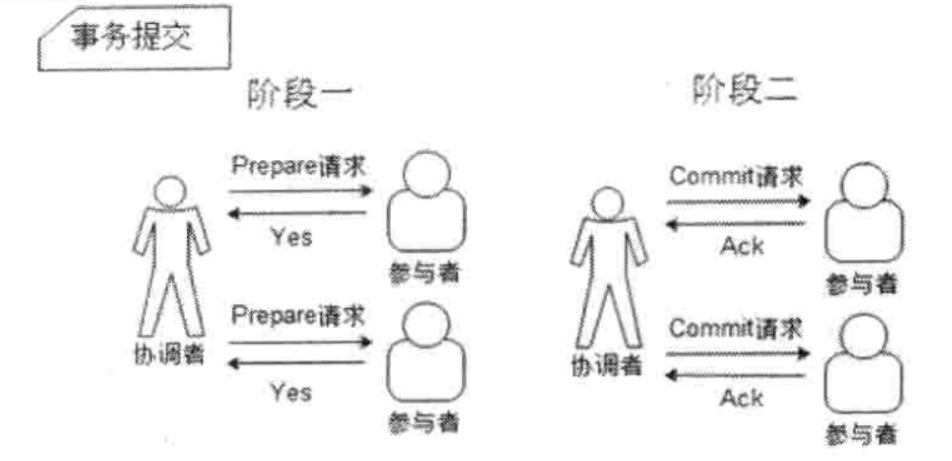 事务提交
阶段一
Prepare请求
Yes
参与者
Prepare请求
Yes
参与者
协调者
阶段二
Commit请求
Ack
参与者
Commit请求
Ack
参与者
协调者